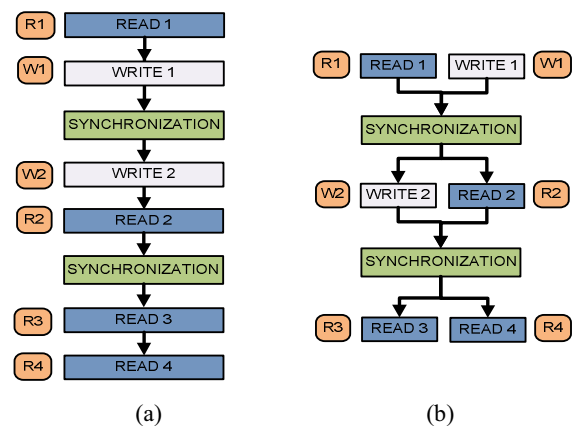 R1 READ 1
W1 WRITE 1
SYNCHRONIZATION
W2 WRITE 2
R2 READ 2
SYNCHRONIZATION
R3 READ 3
R4 READ 4
(a)
R1 READ 1 WRITE 1 W1
SYNCHRONIZATION
W2 WRITE 2 READ 2 R2
SYNCHRONIZATION
R3 READ 3 READ 4 R4
(b)